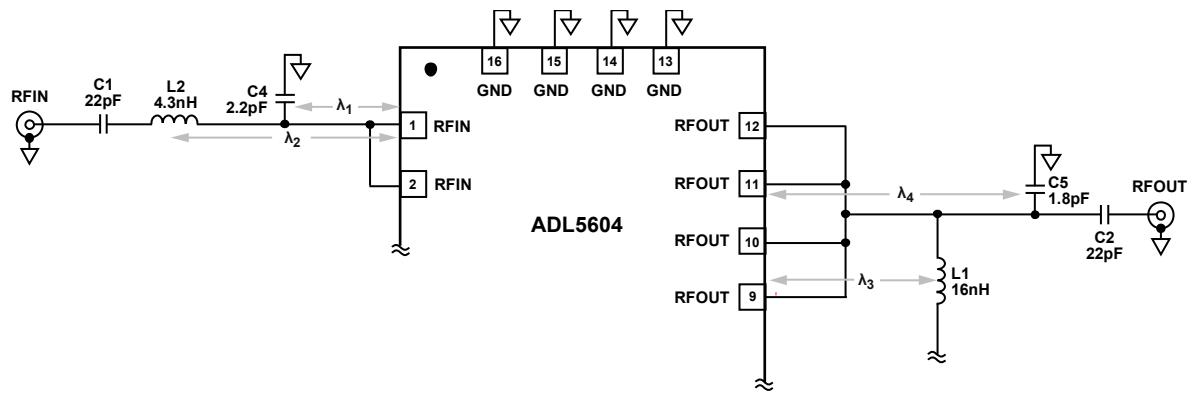 16
15
14
13
GND
GND
GND
GND
RFIN
C1
22pF
L2
4.3nH
C4
2.2pF
λ1
λ2
1
RFIN
2
RFIN
ADL5604
RFOUT
12
RFOUT
11
RFOUT
10
RFOUT
9
λ4
λ3
C5
1.8pF
RFOUT
C2
22pF
L1
16nH